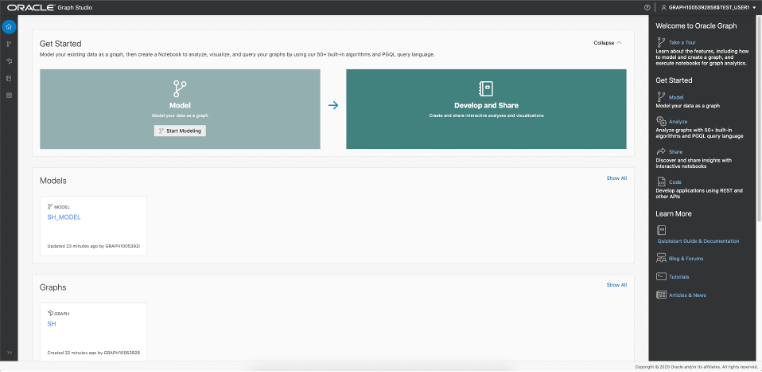 ORACLE Graph Studio
GRAPH1005392858$TEST_USER1
Get Started
Collapse
Model your existing data as a graph, then create a Notebook to analyze, visualize, and query your graphs by using our 50+ built-in algorithms and PGQL query language.
Model
Model your data as a graph
Start Modeling
Develop and Share
Create and share interactive analyses and visualizations
Models
Show All
MODEL
SH_MODEL
Updated 23 minutes ago by GRAPH1005392
Graphs
Show All
GRAPH
SH
Created 22 minutes ago by GRAPH10053928
Welcome to Oracle Graph
Take a Tour
Learn about the features, including how
to model and create a graph, and
execute notebooks for graph analytics.
Get Started
Model
Model your data as a graph
Analyze
Analyze graphs with 50+ built-in
algorithms and PGQL query language
Share
Discover and share insights with
interactive notebooks
Code
Develop applications using REST and
other APIs
Learn More
Quickstart Guide & Documentation
Blog & Forums
Tutorials
Articles & News
Copyright © 2020 Oracle and/or its affiliates. All rights reserved.